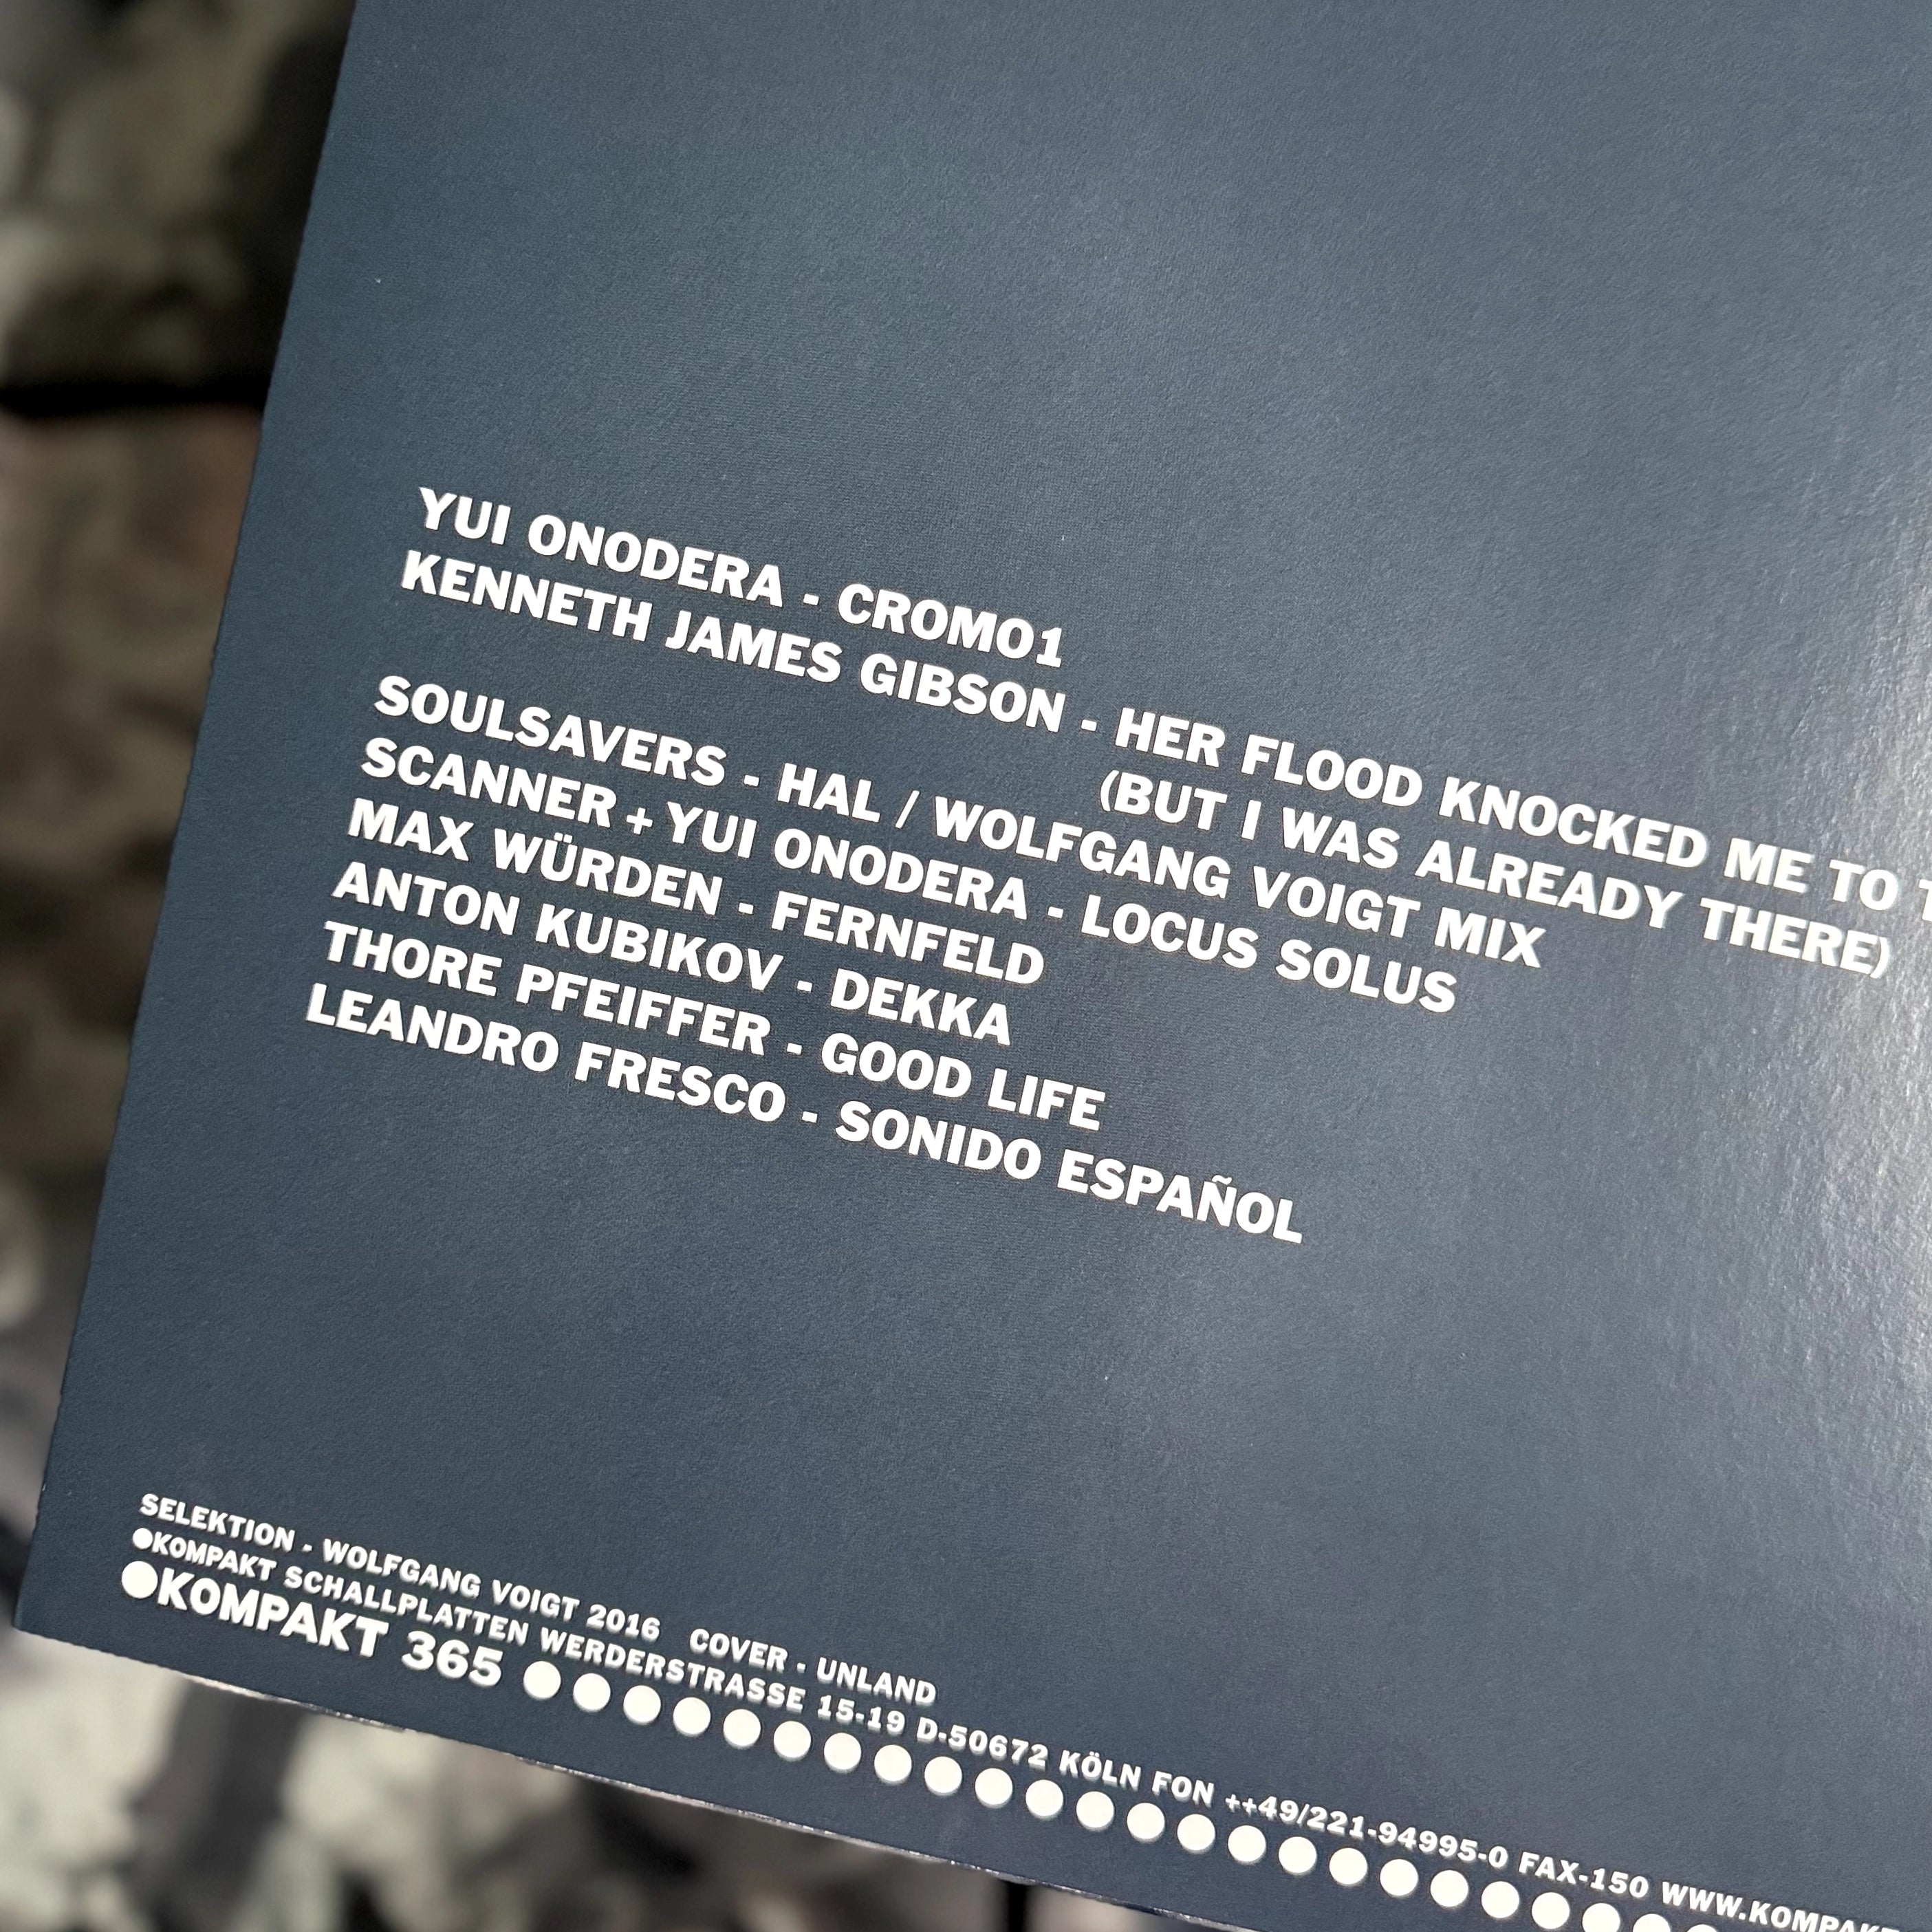 YUI ONODERA - CROMO1
KENNETH JAMES GIBSON - HER FLOOD KNOCKED ME TO
(BUT I WAS ALREADY THERE)
SOULSAVERS - HAL / WOLFGANG VOIGT MIX
SCANNER + YUI ONODERA - LOCUS SOLUS
MAX WÜRDEN - FERNFELD
ANTON KUBIKOV - DEKKA
THORE PFEIFFER - GOOD LIFE
LEANDRO FRESCO - SONIDO ESPAÑOL
SELEKTION - WOLFGANG VOIGT 2016 COVER - UNLAND
●KOMPAKT SCHALLPLATTEN WERDERSTRASSE 15-19 D-50672 KÖLN FON ++49/221-94995-0 FAX-150
●KOMPAKT 365